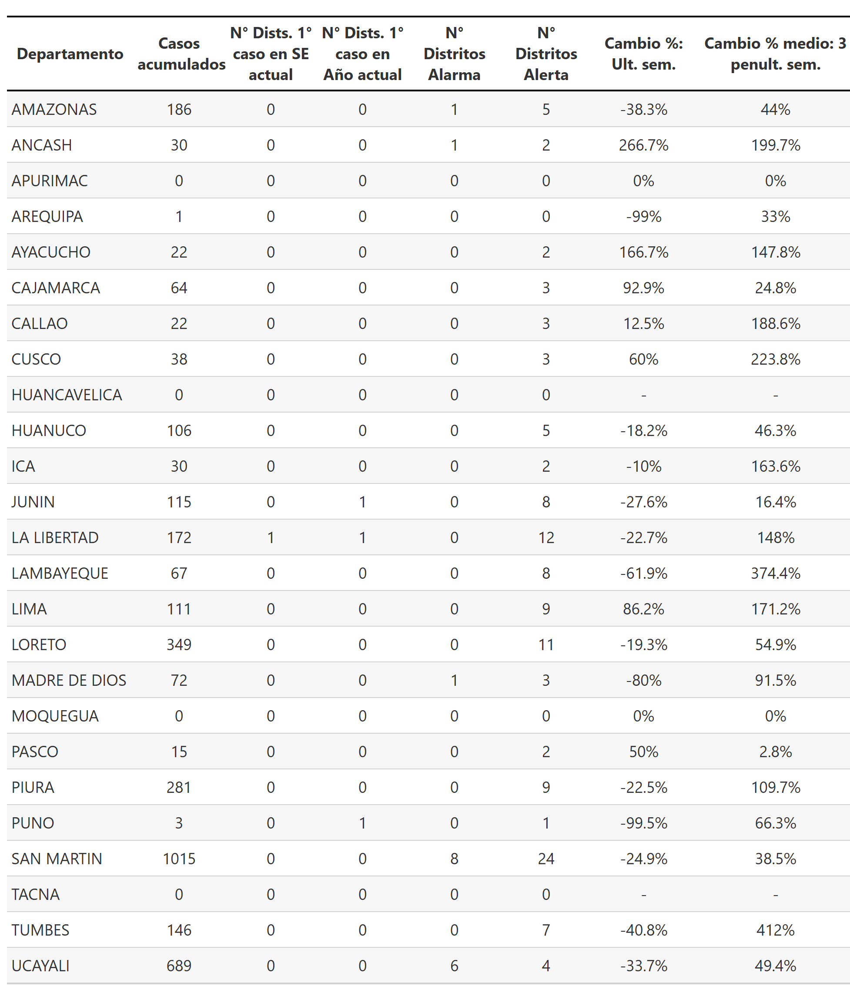 Departamento Casos acumulados N° Dists. 1° caso en SE actual N° Dists. 1° caso en Año actual N° Distritos Alarma N° Distritos Alerta Cambio %: Ult. sem. Cambio % medio: 3 penult. sem.
AMAZONAS 186 0 0 1 5 -38.3% 44%
ANCASH 30 0 0 1 2 266.7% 199.7%
APURIMAC 0 0 0 0 0 0% 0%
AREQUIPA 1 0 0 0 0 -99% 33%
AYACUCHO 22 0 0 0 2 166.7% 147.8%
CAJAMARCA 64 0 0 0 3 92.9% 24.8%
CALLAO 22 0 0 0 3 12.5% 188.6%
CUSCO 38 0 0 0 3 60% 223.8%
HUANCAVELICA 0 0 0 0 0 - -
HUANUCO 106 0 0 0 5 -18.2% 46.3%
ICA 30 0 0 0 2 -10% 163.6%
JUNIN 115 0 1 0 8 -27.6% 16.4%
LA LIBERTAD 172 1 1 0 12 -22.7% 148%
LAMBAYEQUE 67 0 0 0 8 -61.9% 374.4%
LIMA 111 0 0 0 9 86.2% 171.2%
LORETO 349 0 0 0 11 -19.3% 54.9%
MADRE DE DIOS 72 0 0 1 3 -80% 91.5%
MOQUEGUA 0 0 0 0 0 0% 0%
PASCO 15 0 0 0 2 50% 2.8%
PIURA 281 0 0 0 9 -22.5% 109.7%
PUNO 3 0 1 0 1 -99.5% 66.3%
SAN MARTIN 1015 0 0 8 24 -24.9% 38.5%
TACNA 0 0 0 0 0 - -
TUMBES 146 0 0 0 7 -40.8% 412%
UCAYALI 689 0 0 6 4 -33.7% 49.4%